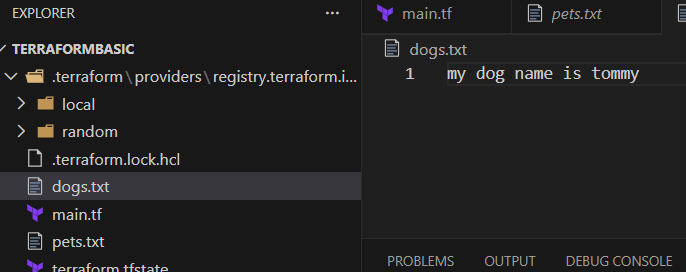 EXPLORER
...
TERRAFORMBASIC
.terraform\providers\registry.terraform.i...
local
random
.terraform.lock.hcl
dogs.txt
main.tf
pets.txt
terraform.tfstate
main.tf
pets.txt
dogs.txt
1 my dog name is tommy
PROBLEMS OUTPUT DEBUG CONSOLE